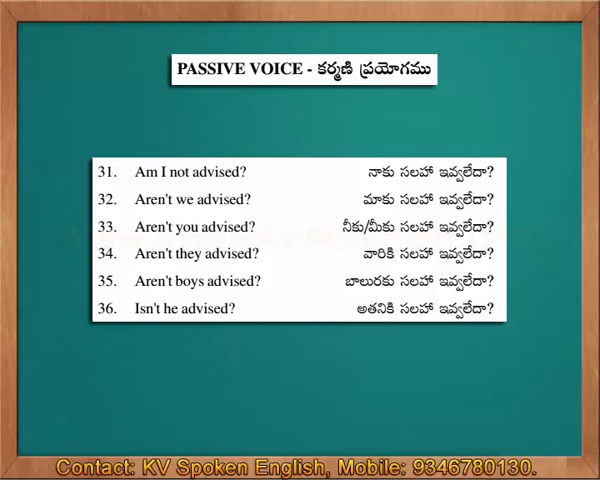 PASSIVE VOICE - కర్మణి ప్రయోగము
31. Am I not advised? నాకు సలహా ఇవ్వలేదా?
32. Aren't we advised? మాకు సలహా ఇవ్వలేదా?
33. Aren't you advised? నీకు/మీకు సలహా ఇవ్వలేదా?
34. Aren't they advised? వారికి సలహా ఇవ్వలేదా?
35. Aren't boys advised? బాలురకు సలహా ఇవ్వలేదా?
36. Isn't he advised? అతనికి సలహా ఇవ్వలేదా?
Contact: KV Spoken English, Mobile: 9346780130.